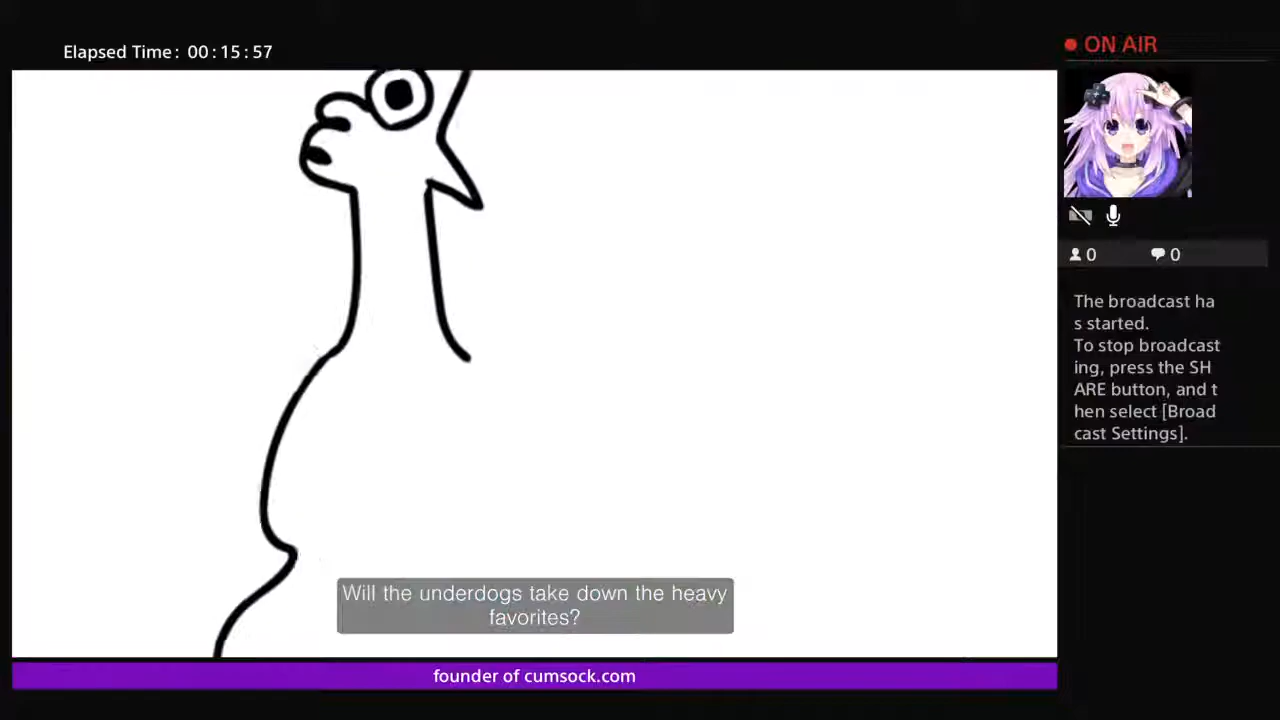 Elapsed Time: 00:15:57
ON AIR
0
0
The broadcast ha
s started.
To stop broadcast
ing, press the SH
ARE button, and t
hen select [Broad
cast Settings].
Will the underdogs take down the heavy
favorites?
founder of cumsock.com